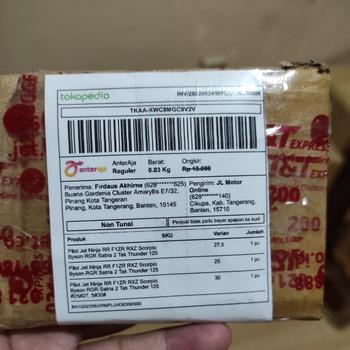 tokopedia
TKAA-XWC8MGC9V2V
anteraja
AnterAja
Reguler
Berat:
0.03 Kg
Ongkir:
Rp 10.000
Penerima: Firdaus Akhirne (628*******625)
Buana Gardenia Cluster Amaryllis E7/32,
Pinang Kota Tangeran
Pinang, Kota Tangerang, Banten, 15145
Pengirim: JL Motor
Online
(628*******140)
Cikupa, Kab. Tangerang,
Banten, 15710
Non Tunai
Penjual tidak perlu bayar apapun ke kurir
Produk SKU Varian Jumlah
Pilot Jet Ninja RR F1ZR RXZ Scorpio
Byson RGR Satria 2 Tak Thunder 125
27,5 1 pc
Pilot Jet Ninja RR F1ZR RXZ Scorpio
Byson RGR Satria 2 Tak Thunder 125
25 1 pc
Pilot Jet Ninja RR F1ZR RXZ Scorpio
Byson RGR Satria 2 Tak Thunder 125
30 1 pc
EXPRESS